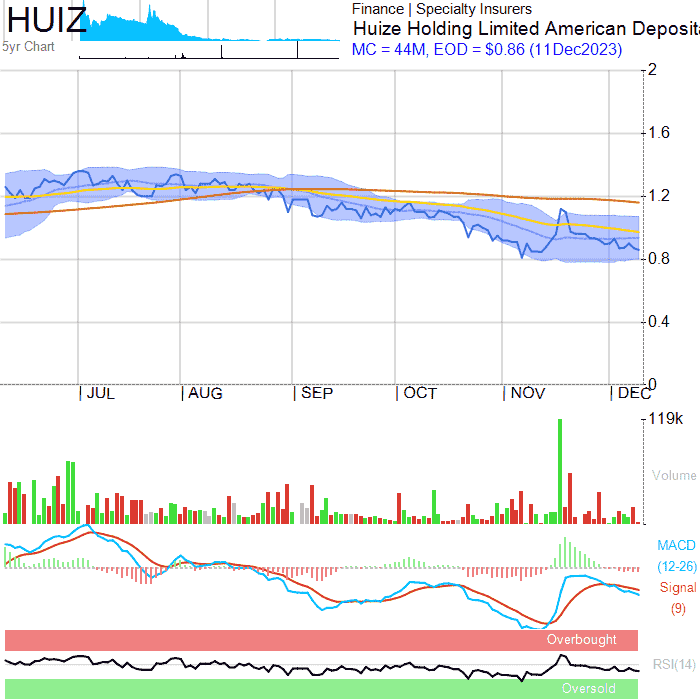 HUIZ
5yr Chart
Finance | Specialty Insurers
Huize Holding Limited American Deposit
MC = 44M, EOD = $0.86 (11Dec2023)
2
1.6
1.2
0.8
0.4
0
JUL AUG SEP OCT NOV DEC
119k
Volume
MACD
(12-26)
Signal
(9)
Overbought
RSI(14)
Oversold